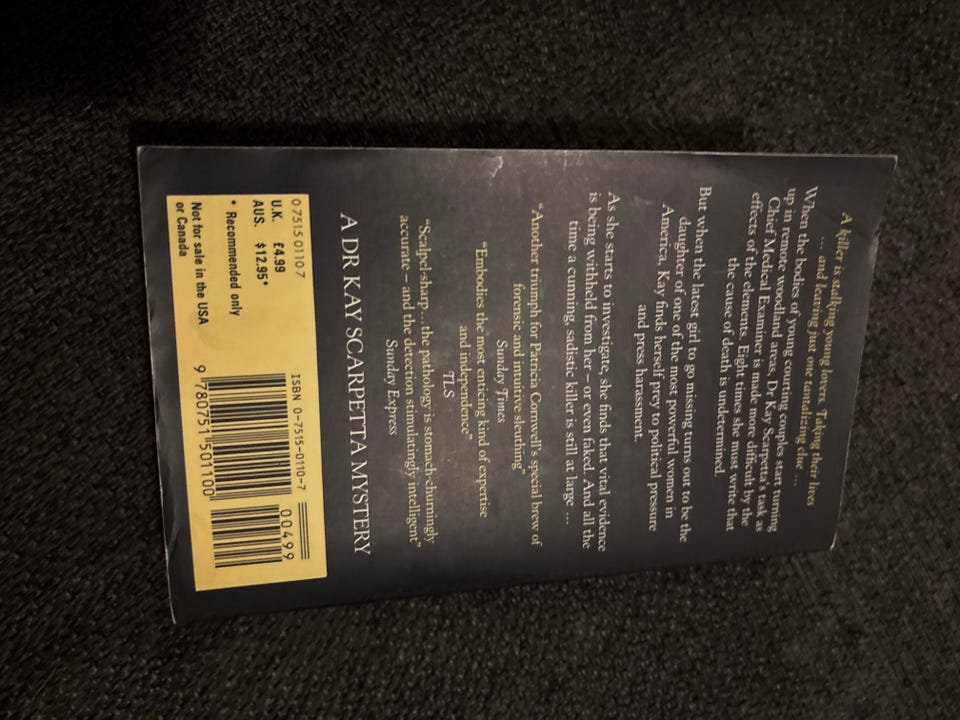 A killer is stalking young lovers. Taking their lives
... and leaving just one tantalizing clue ...
When the bodies of young courting couples start turning
up in remote woodland areas, Dr Kay Scarpetta's task as
Chief Medical Examiner is made more difficult by the
effects of the elements. Eight times she must write that
the cause of death is undetermined.
But when the latest girl to go missing turns out to be the
daughter of one of the most powerful women in
America, Kay finds herself prey to political pressure
and press harassment.
As she starts to investigate, she finds that vital evidence
is being withheld from her – or even faked. And all the
time a cunning, sadistic killer is still at large ...
"Another triumph for Patricia Cornwell's special brew of
forensic and intuitive sleuthing"
Sunday Times
"Embodies the most enticing kind of expertise
and independence"
TLS
"Scalpel-sharp ... the pathology is stomach-churningly
accurate – and the detection stimulatingly intelligent"
Sunday Express
A DR KAY SCARPETTA MYSTERY
0 7515 0110 7
U.K. £4.99
AUS. $12.95*
* Recommended only
Not for sale in the USA
or Canada
ISBN 0-7515-0110-7
00499
9 780751 501100